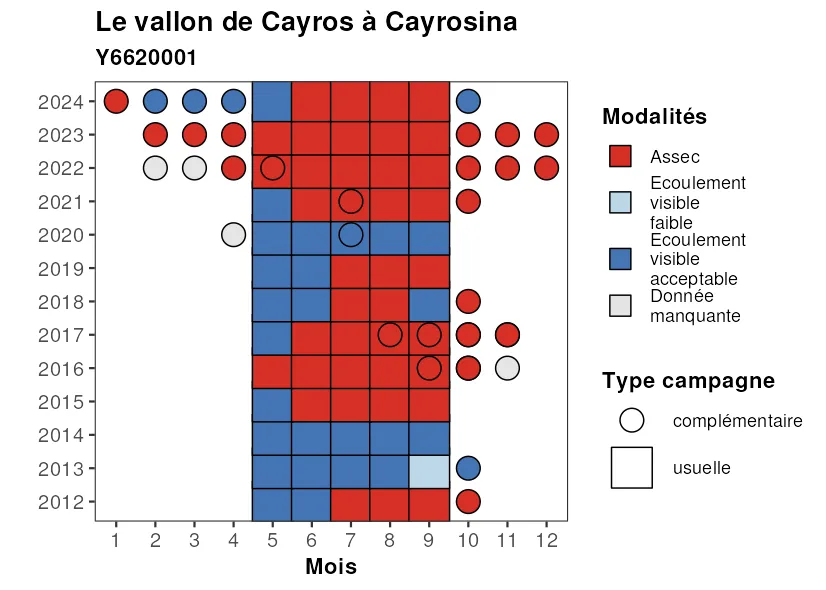 Le vallon de Cayros à Cayrosina
Y6620001
2024
2023
2022
2021
2020
2019
2018
2017
2016
2015
2014
2013
2012
1 2 3 4 5 6 7 8 9 10 11 12
Mois
Modalités
Assec
Ecoulement
visible
faible
Ecoulement
visible
acceptable
Donnée
manquante
Type campagne
complémentaire
usuelle